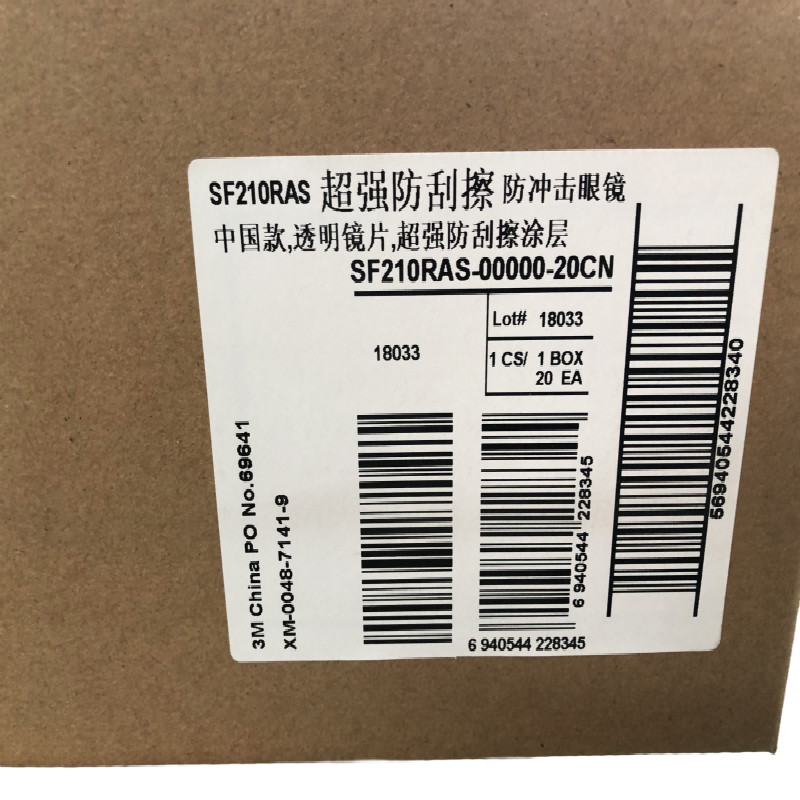 SF210RAS 超强防刮擦 防冲击眼镜
中国款,透明镜片,超强防刮擦涂层
SF210RAS-00000-20CN
Lot# 18033
18033
1 CS/ 1 BOX
20 EA
3M China PO No.69641
XM-0048-7141-9
6 940544 228345
6 940544 228345
56940544228340